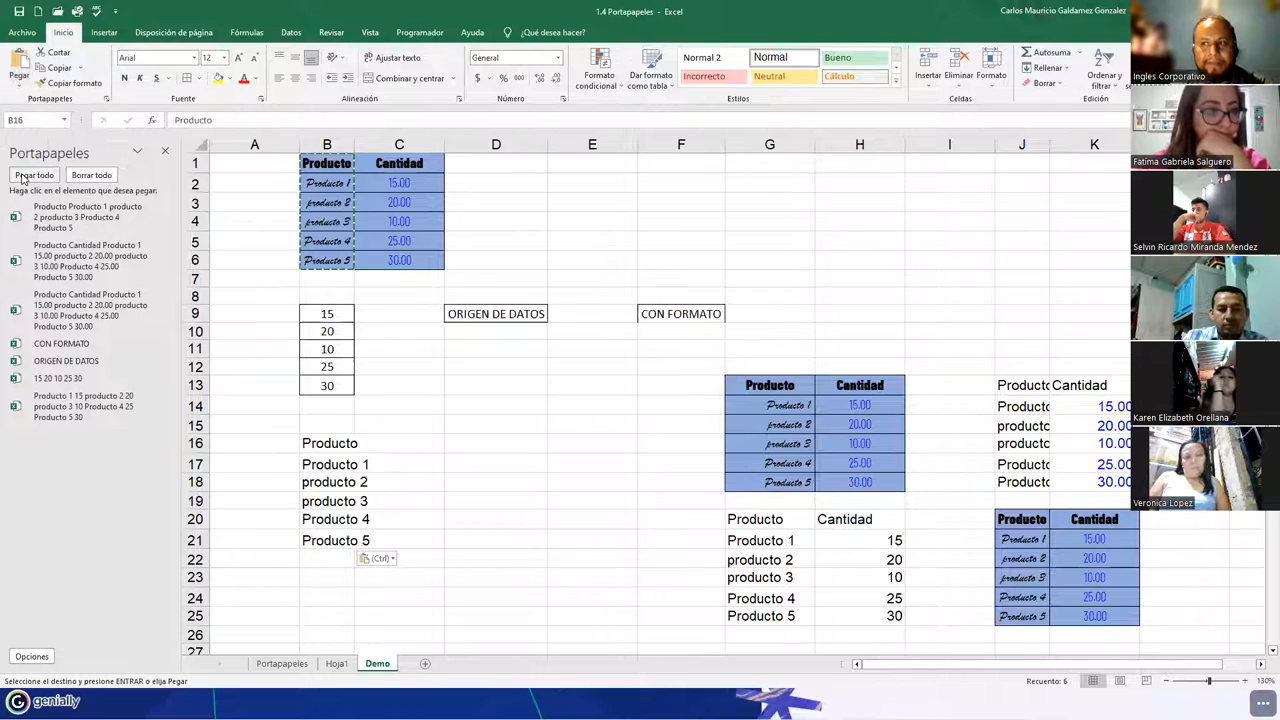 1.4 Portapapeles - Excel
Carlos Mauricio Galdamez Gonzalez
Archivo Inicio Insertar Disposición de página Fórmulas Datos Revisar Vista Programador Ayuda ¿Qué desea hacer?
Pegar
Cortar
Copiar
Copiar formato
Portapapeles
Arial 12
N K S
Fuente
Ajustar texto
Combinar y centrar
Alineación
General
$ %
Número
Formato condicional
Dar formato como tabla
Normal 2 Normal Bueno
Incorrecto Neutral Cálculo
Estilos
Insertar Eliminar Formato
Celdas
Autosuma
Rellenar
Borrar
Ordenar y filtrar
Edición
B16 fx Producto
Portapapeles
Pegar todo Borrar todo
Haga clic en el elemento que desea pegar:
Producto Producto 1 producto
2 producto 3 Producto 4
Producto 5
Producto Cantidad Producto 1
15.00 producto 2 20.00 producto
3 10.00 Producto 4 25.00
Producto 5 30.00
Producto Cantidad Producto 1
15.00 producto 2 20.00 producto
3 10.00 Producto 4 25.00
Producto 5 30.00
CON FORMATO
ORIGEN DE DATOS
15 20 10 25 30
Producto 1 15 producto 2 20
producto 3 10 Producto 4 25
Producto 5 30
Opciones
A B C D E F G H I J K
1 Producto Cantidad
2 Producto 1 15.00
3 producto 2 20.00
4 producto 3 10.00
5 Producto 4 25.00
6 Producto 5 30.00
7
8
9 15 ORIGEN DE DATOS CON FORMATO
10 20
11 10
12 25
13 30 Producto Cantidad Producto Cantidad
14 Producto 1 15.00 Producto 15.00
15 producto 2 20.00 producto 20.00
16 Producto producto 3 10.00 producto 10.00
17 Producto 1 Producto 4 25.00 Producto 25.00
18 producto 2 Producto 5 30.00 Producto 30.00
19 producto 3
20 Producto 4 Producto Cantidad Producto Cantidad
21 Producto 5 Producto 1 15 Producto 1 15.00
22 (Ctrl) producto 2 20 producto 2 20.00
23 producto 3 10 producto 3 10.00
24 Producto 4 25 Producto 4 25.00
25 Producto 5 30 Producto 5 30.00
26
27
Portapapeles Hoja1 Demo
Seleccione el destino y presione ENTRAR o elija Pegar
Recuento: 6
130%
genially
Ingles Corporativo
Fatima Gabriela Salguero
Selvin Ricardo Miranda Mendez
Karen Elizabeth Orellana
Veronica Lopez